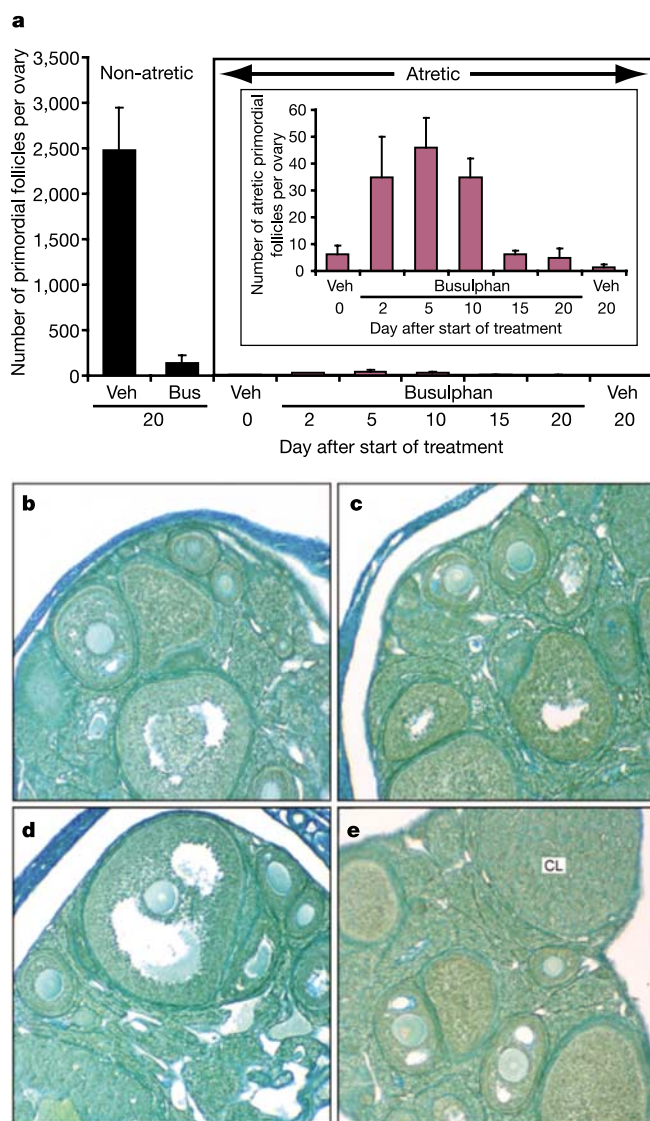 a
Number of primordial follicles per ovary
3,500
3,000
2,500
2,000
1,500
1,000
500
0
Non-atretic
Atretic
Number of atretic primordial
follicles per ovary
60
50
40
30
20
10
0
Veh Busulphan Veh
0 2 5 10 15 20 20
Day after start of treatment
Veh Bus Veh Busulphan Veh
20 0 2 5 10 15 20 20
Day after start of treatment
b
c
d
e
CL